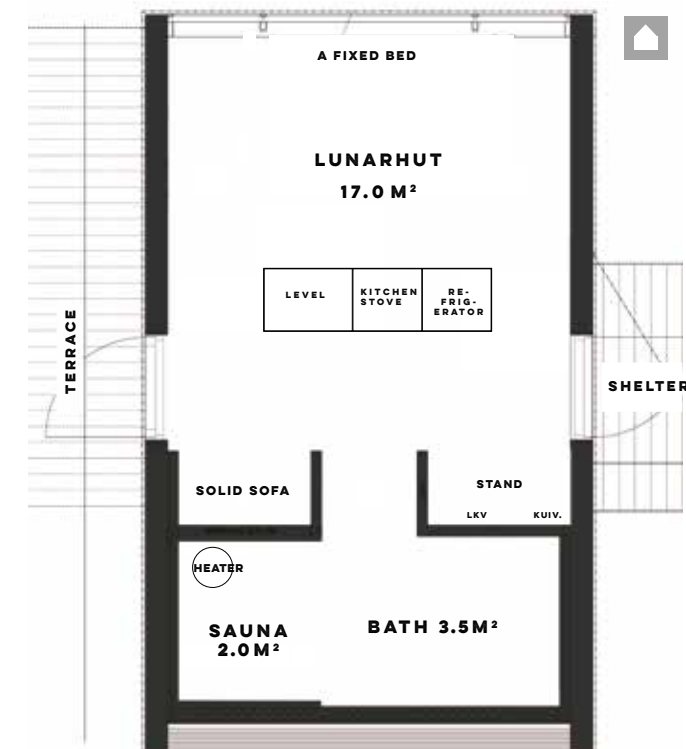 A FIXED BED
LUNARHUT
17.0 M²
LEVEL
KITCHEN
STOVE
RE-
FRIG-
ERATOR
TERRACE
SHELTER
SOLID SOFA
STAND
LKV
KUIV.
HEATER
SAUNA
2.0M²
BATH 3.5M²